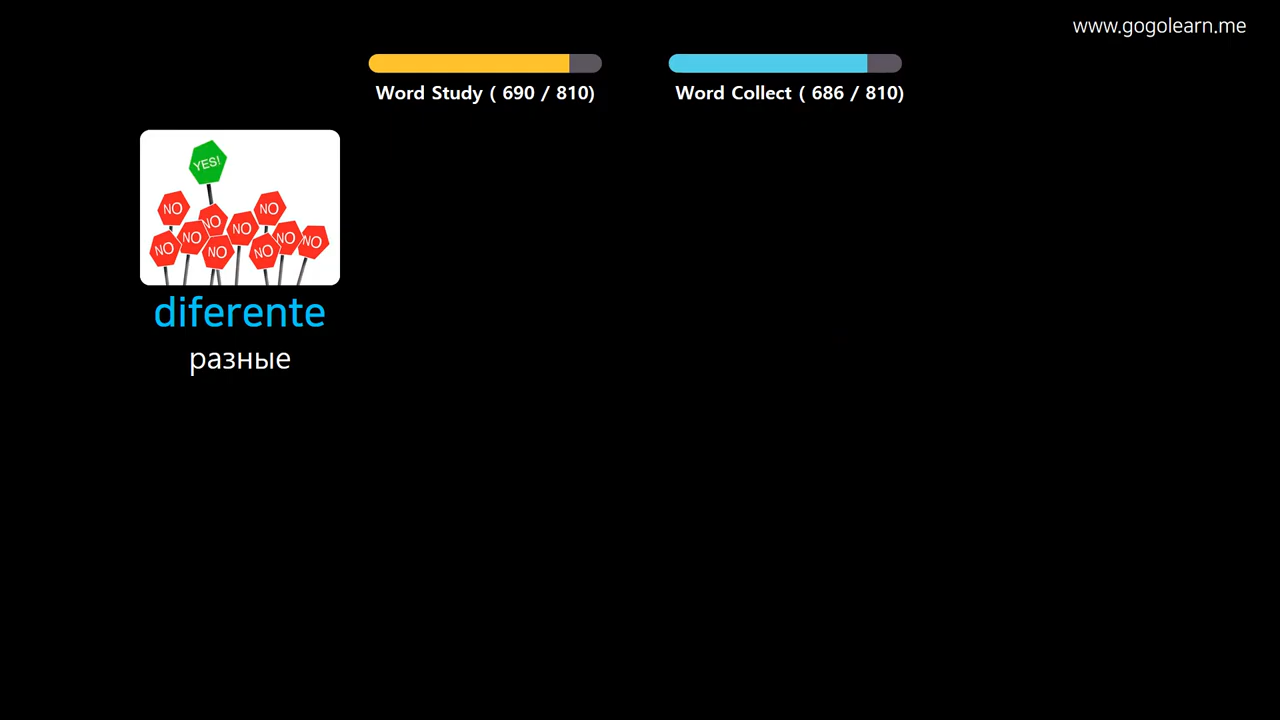 www.gogolearn.me
Word Study ( 690 / 810)
Word Collect ( 686 / 810)
YES!
NO
NO
NO
NO
NO
NO
NO
NO
NO
NO
diferente
разные